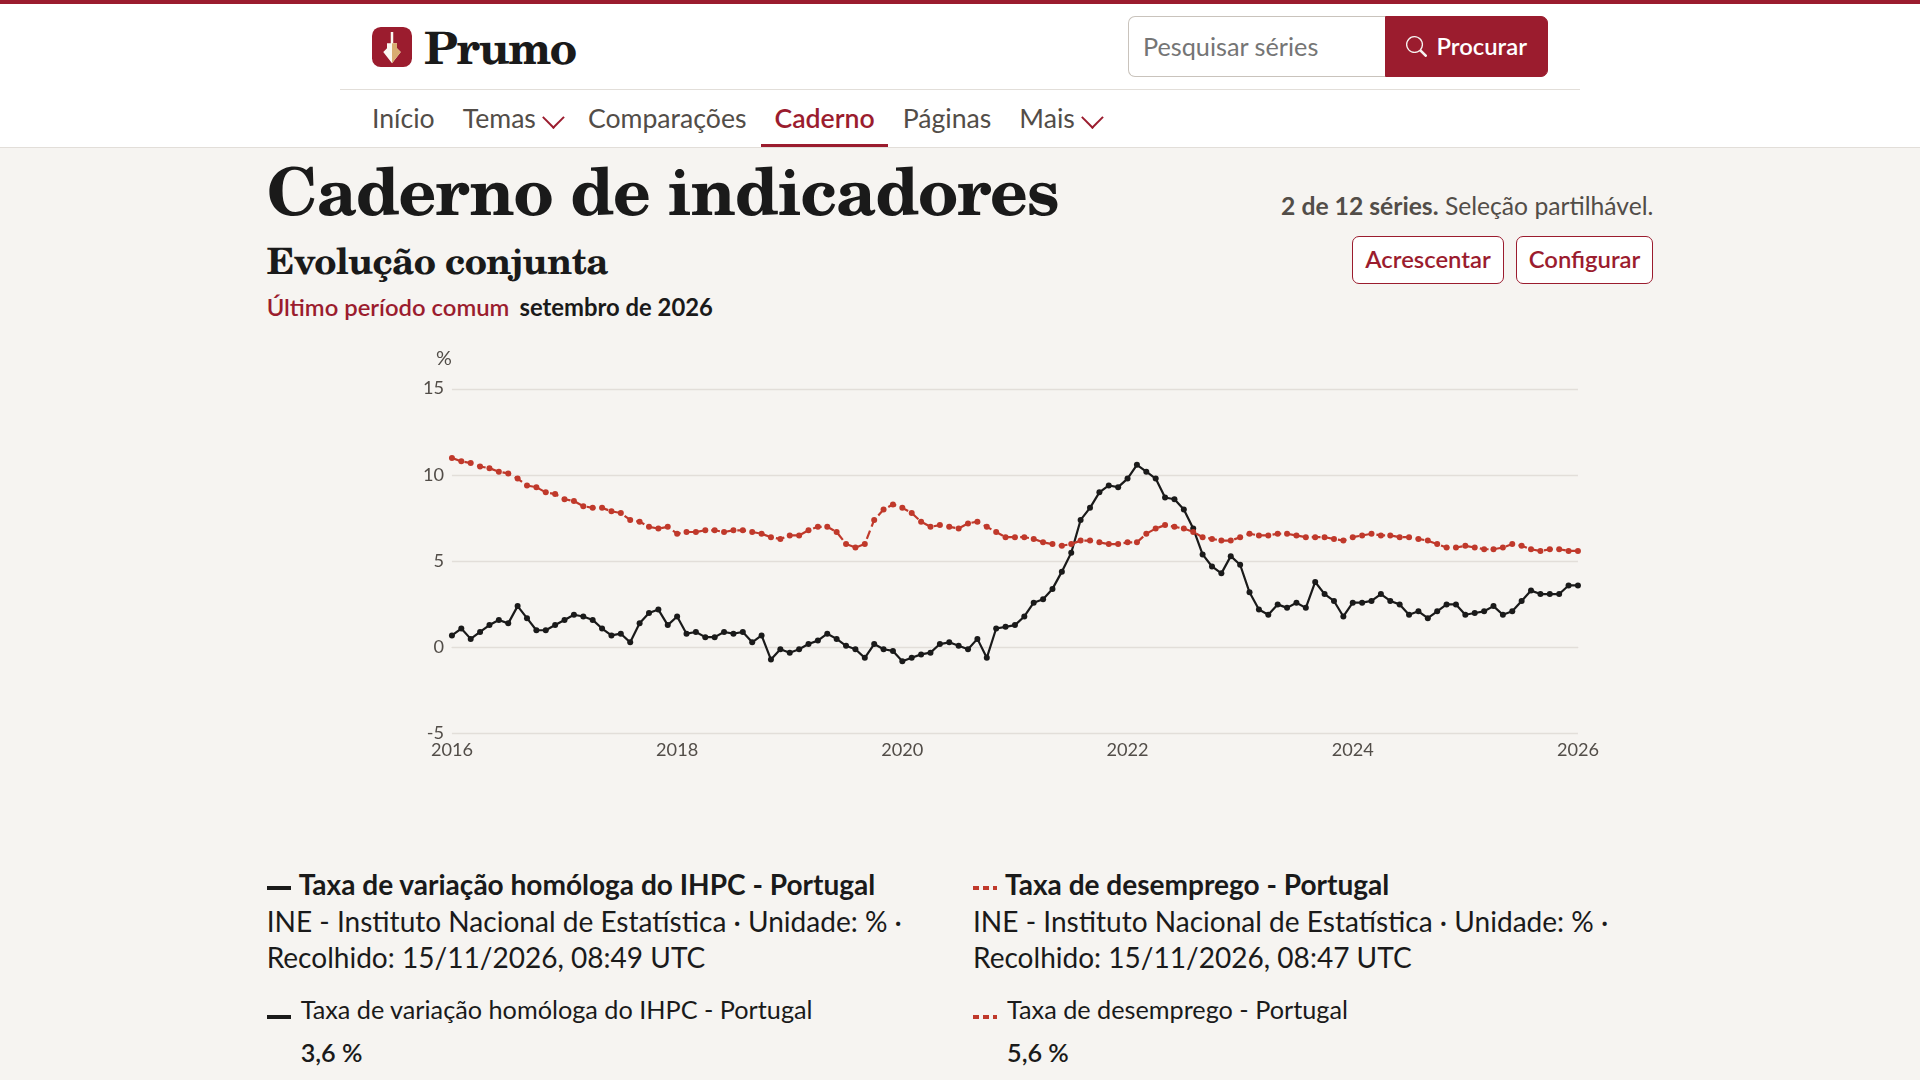 Prumo
Pesquisar séries
Procurar
Início
Temas
Comparações
Caderno
Páginas
Mais
Caderno de indicadores
2 de 12 séries. Seleção partilhável.
Evolução conjunta
Acrescentar
Configurar
Último período comum setembro de 2026
%
15
10
5
0
-5
2016
2018
2020
2022
2024
2026
Taxa de variação homóloga do IHPC - Portugal
INE - Instituto Nacional de Estatística · Unidade: % ·
Recolhido: 15/11/2026, 08:49 UTC
Taxa de variação homóloga do IHPC - Portugal
3,6 %
Taxa de desemprego - Portugal
INE - Instituto Nacional de Estatística · Unidade: % ·
Recolhido: 15/11/2026, 08:47 UTC
Taxa de desemprego - Portugal
5,6 %